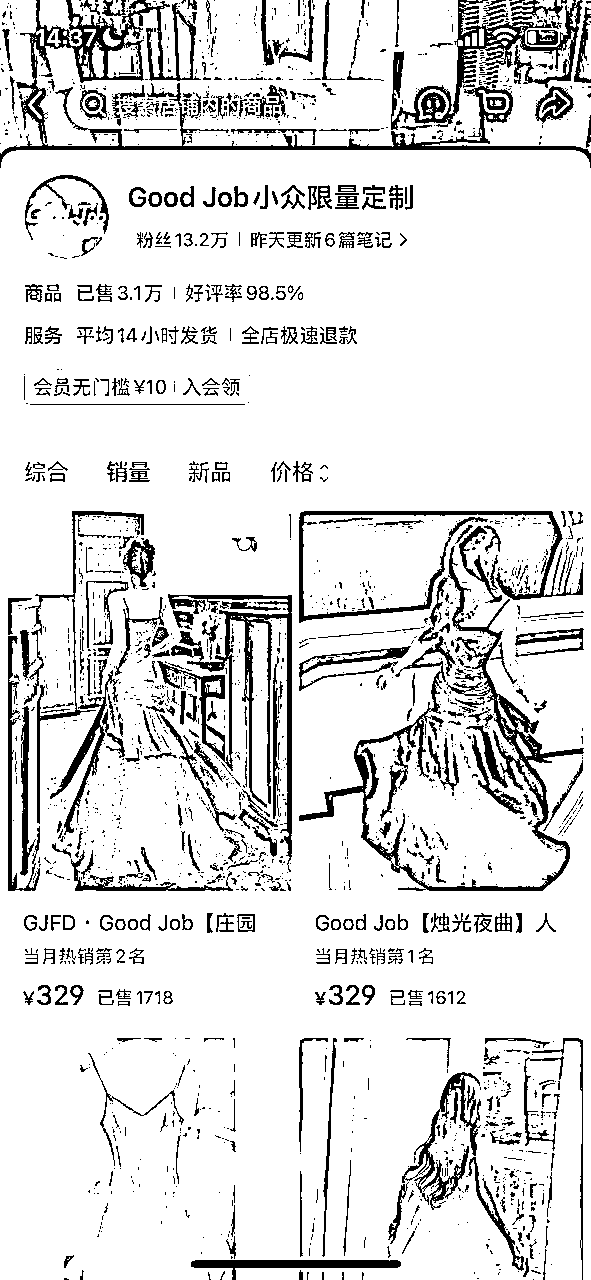 14:37
搜索店铺内的商品
Good Job小众限量定制
粉丝13.2万 | 昨天更新6篇笔记 >
商品 已售3.1万 | 好评率98.5%
服务 平均14小时发货 | 全店极速退款
会员无门槛¥10 | 入会领
综合 销量 新品 价格
GJFD · Good Job【庄园
当月热销第2名
¥329 已售1718
Good Job【烛光夜曲】人
当月热销第1名
¥329 已售1612